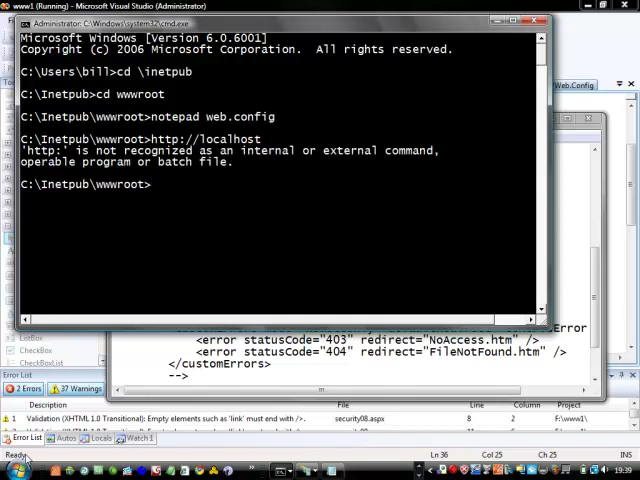 www1 (Running) - Microsoft Visual Studio (Administrator)
Administrator: C:\Windows\system32\cmd.exe
Microsoft Windows [Version 6.0.6001]
Copyright (c) 2006 Microsoft Corporation.  All rights reserved.
C:\Users\bill>cd \inetpub
C:\Inetpub>cd wwwroot
Web.Config
C:\Inetpub\wwwroot>notepad web.config
C:\Inetpub\wwwroot>http://localhost
'http:' is not recognized as an internal or external command,
operable program or batch file.
C:\Inetpub\wwwroot>
<error statusCode="403" redirect="NoAccess.htm" />
<error statusCode="404" redirect="FileNotFound.htm" />
</customErrors>
-->
ListBox
CheckBox
CheckBoxList
Error List
2 Errors
37 Warnings
Description File Line Column Project
1 Validation (XHTML 1.0 Transitional): Empty elements such as 'link' must end with />. security08.aspx 8 2 F:\www1\
Error List Autos Locals Watch 1
Ready Ln 36 Col 25 Ch 25 INS
19:39